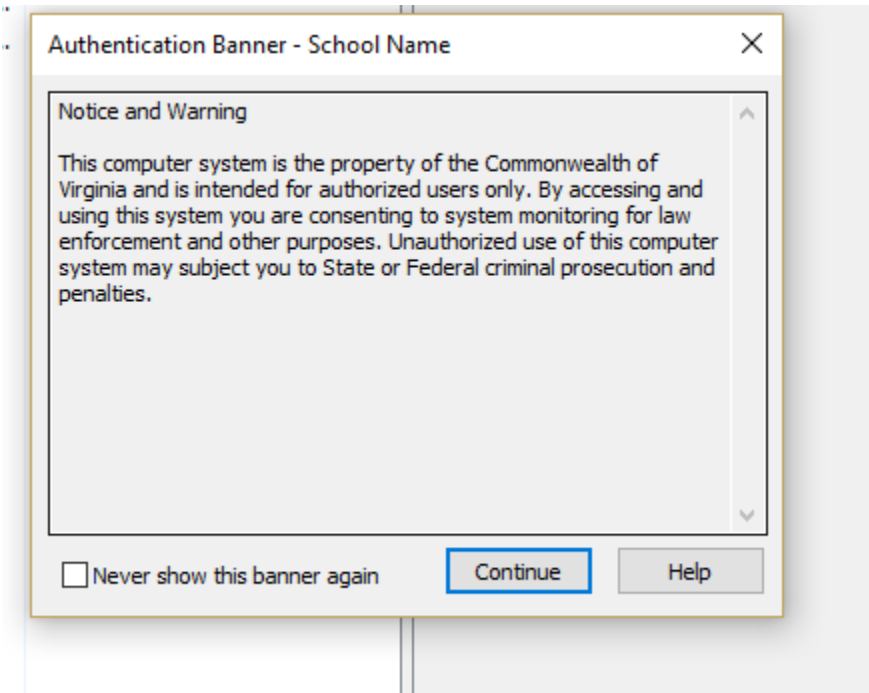 Authentication Banner - School Name
Notice and Warning
This computer system is the property of the Commonwealth of
Virginia and is intended for authorized users only. By accessing and
using this system you are consenting to system monitoring for law
enforcement and other purposes. Unauthorized use of this computer
system may subject you to State or Federal criminal prosecution and
penalties.
Never show this banner again
Continue
Help